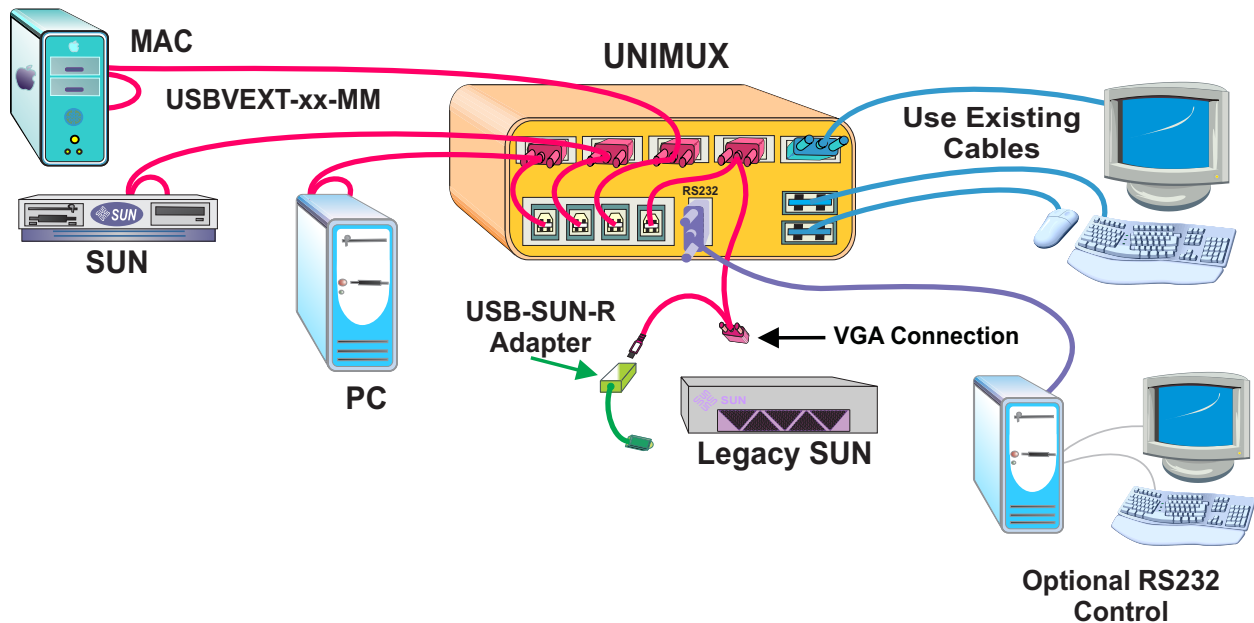 MAC
UNIMUX
USBVEXT-xx-MM
Use Existing
Cables
RS232
SUN
SUN
PC
USB-SUN-R
Adapter
VGA Connection
SUN
Legacy SUN
Optional RS232
Control